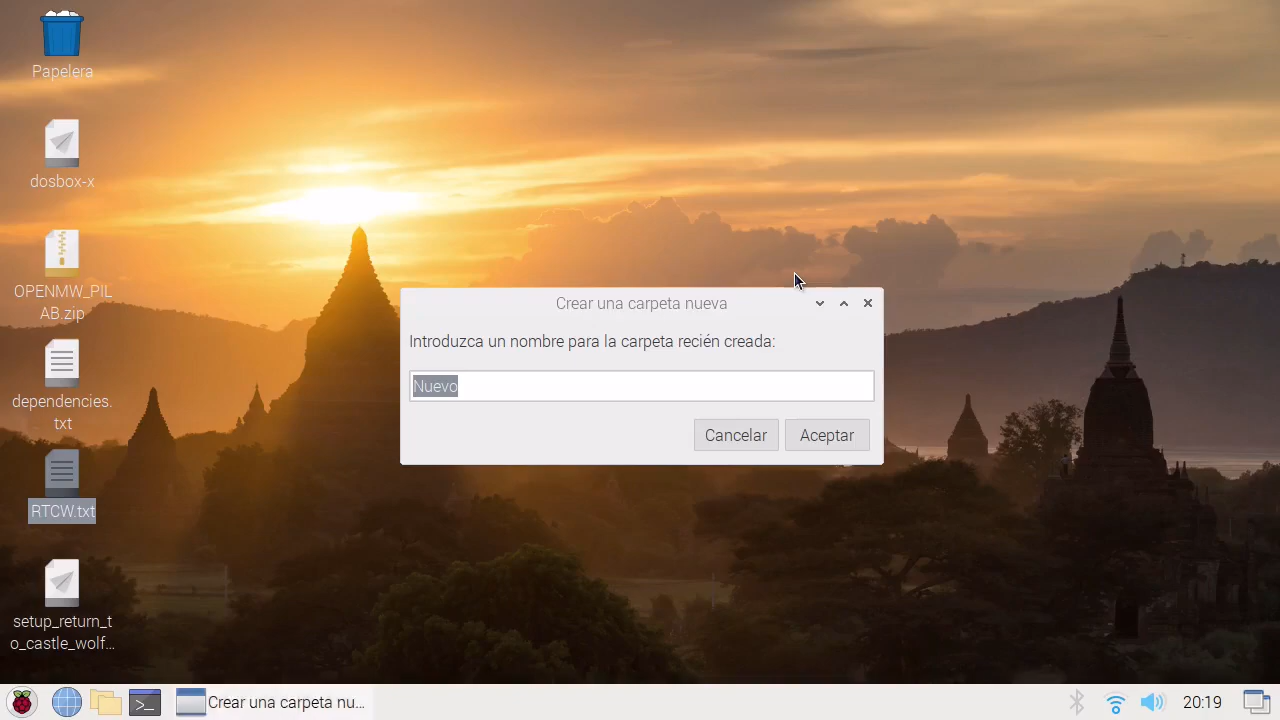 Papelera
dosbox-x
OPENMW_PIL
AB.zip
dependencies.
txt
RTCW.txt
setup_return_t
o_castle_wolf...
Crear una carpeta nueva
Introduzca un nombre para la carpeta recién creada:
Nuevo
Cancelar
Aceptar
>_
Crear una carpeta nu...
20:19